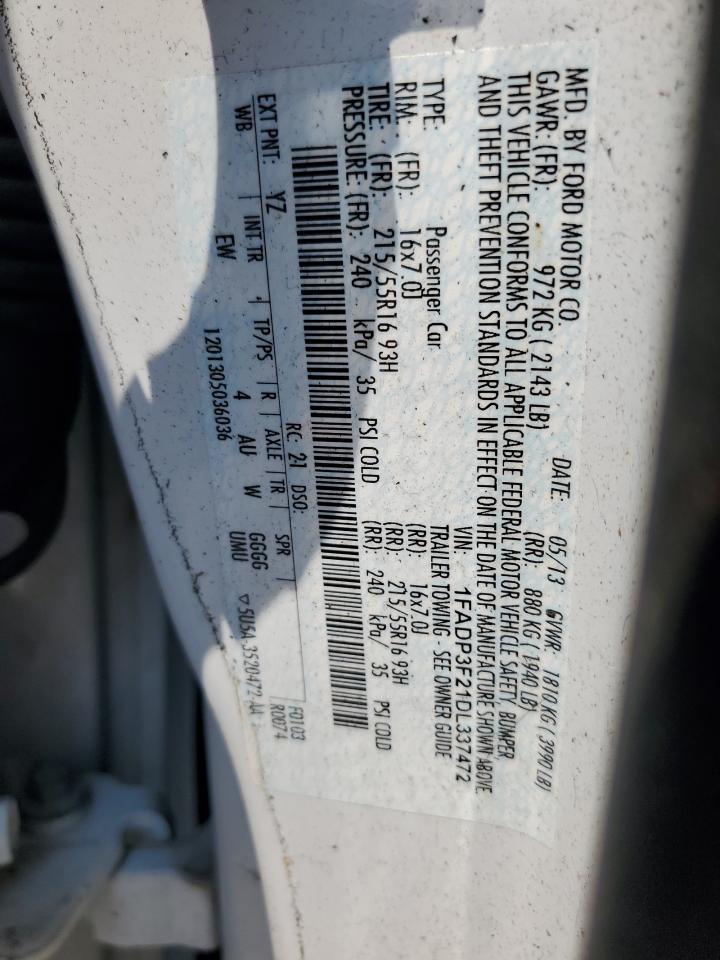 MFD. BY FORD MOTOR CO.
DATE: 05/13 GVWR: 1810 KG ( 3990 LB)
GAWR: (FR): 972 KG ( 2143 LB) (RR): 880 KG ( 1940 LB)
THIS VEHICLE CONFORMS TO ALL APPLICABLE FEDERAL MOTOR VEHICLE SAFETY, BUMPER,
AND THEFT PREVENTION STANDARDS IN EFFECT ON THE DATE OF MANUFACTURE SHOWN ABOVE.
VIN: 1FADP3F21DL337472
TYPE: Passenger Car TRAILER TOWING - SEE OWNER GUIDE
RIM: (FR): 16x7.0J (RR): 16x7.0J
TIRE: (FR): 215/55R16 93H (RR): 215/55R16 93H
PRESSURE: (FR): 240 kPa/ 35 PSI COLD (RR): 240 kPa/ 35 PSI COLD
RC: 21 DSO: F0103
R0074
EXT PNT: YZ INT TR TP/PS R AXLE TR SPR
WB EW 4 AU W GGGG
UMU
1201305036036 ▽5U5A-3520472-AA